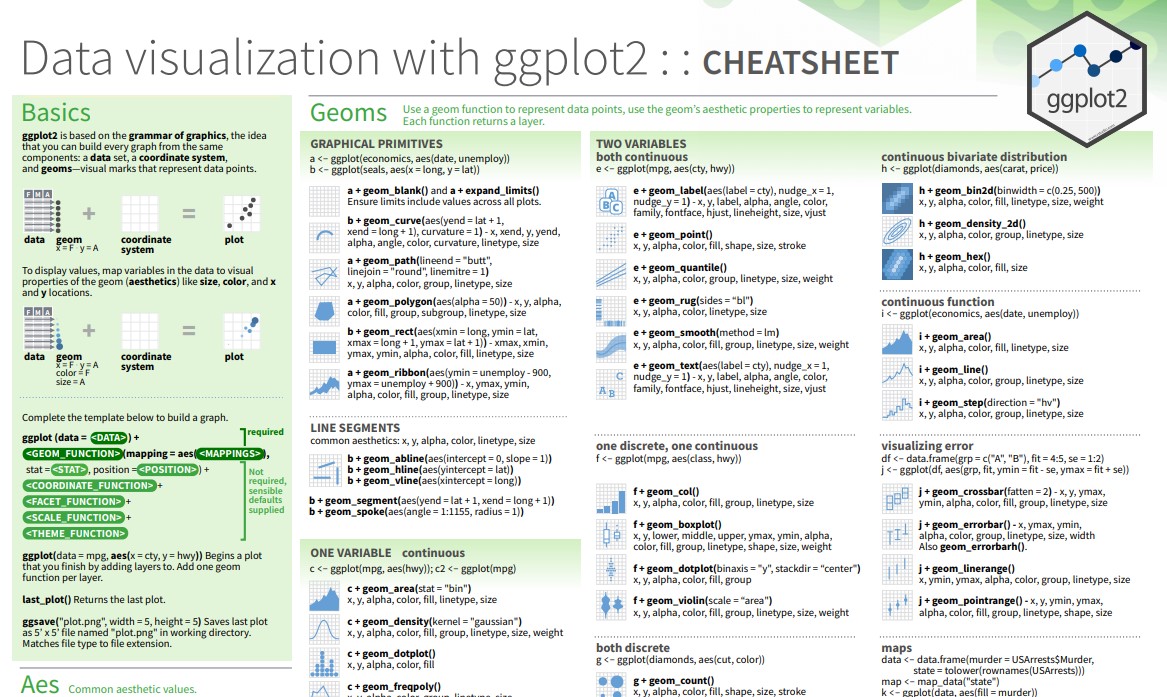 Data visualization with ggplot2 : : CHEATSHEET
ggplot2
Basics
ggplot2 is based on the grammar of graphics, the idea
that you can build every graph from the same
components: a data set, a coordinate system,
and geoms—visual marks that represent data points.
F M A
data geom coordinate plot
x = F y = A system
To display values, map variables in the data to visual
properties of the geom (aesthetics) like size, color, and x
and y locations.
F M A
data geom coordinate plot
x = F y = A system
color = F
size = A
Complete the template below to build a graph.
required
ggplot (data = <DATA>) +
<GEOM_FUNCTION>(mapping = aes(<MAPPINGS>),
stat = <STAT>, position = <POSITION>) +
<COORDINATE_FUNCTION> +
<FACET_FUNCTION> +
<SCALE_FUNCTION> +
<THEME_FUNCTION>
Not
required,
sensible
defaults
supplied
ggplot(data = mpg, aes(x = cty, y = hwy)) Begins a plot
that you finish by adding layers to. Add one geom
function per layer.
last_plot() Returns the last plot.
ggsave("plot.png", width = 5, height = 5) Saves last plot
as 5' x 5' file named "plot.png" in working directory.
Matches file type to file extension.
Aes Common aesthetic values.
Geoms
Use a geom function to represent data points, use the geom's aesthetic properties to represent variables.
Each function returns a layer.
GRAPHICAL PRIMITIVES
a <- ggplot(economics, aes(date, unemploy))
b <- ggplot(seals, aes(x = long, y = lat))
a + geom_blank() and a + expand_limits()
Ensure limits include values across all plots.
b + geom_curve(aes(yend = lat + 1,
xend = long + 1), curvature = 1) - x, xend, y, yend,
alpha, angle, color, curvature, linetype, size
a + geom_path(lineend = "butt",
linejoin = "round", linemitre = 1)
x, y, alpha, color, group, linetype, size
a + geom_polygon(aes(alpha = 50)) - x, y, alpha,
color, fill, group, subgroup, linetype, size
b + geom_rect(aes(xmin = long, ymin = lat,
xmax = long + 1, ymax = lat + 1)) - xmax, xmin,
ymax, ymin, alpha, color, fill, linetype, size
a + geom_ribbon(aes(ymin = unemploy - 900,
ymax = unemploy + 900)) - x, ymax, ymin,
alpha, color, fill, group, linetype, size
LINE SEGMENTS
common aesthetics: x, y, alpha, color, linetype, size
b + geom_abline(aes(intercept = 0, slope = 1))
b + geom_hline(aes(yintercept = lat))
b + geom_vline(aes(xintercept = long))
b + geom_segment(aes(yend = lat + 1, xend = long + 1))
b + geom_spoke(aes(angle = 1:1155, radius = 1))
ONE VARIABLE continuous
c <- ggplot(mpg, aes(hwy)); c2 <- ggplot(mpg)
c + geom_area(stat = "bin")
x, y, alpha, color, fill, linetype, size
c + geom_density(kernel = "gaussian")
x, y, alpha, color, fill, group, linetype, size, weight
c + geom_dotplot()
x, y, alpha, color, fill
c + geom_freqpoly()
x, y, alpha, color, group, linetype, size
TWO VARIABLES
both continuous
e <- ggplot(mpg, aes(cty, hwy))
A
B C
e + geom_label(aes(label = cty), nudge_x = 1,
nudge_y = 1) - x, y, label, alpha, angle, color,
family, fontface, hjust, lineheight, size, vjust
e + geom_point()
x, y, alpha, color, fill, shape, size, stroke
e + geom_quantile()
x, y, alpha, color, group, linetype, size, weight
e + geom_rug(sides = "bl")
x, y, alpha, color, linetype, size
e + geom_smooth(method = lm)
x, y, alpha, color, fill, group, linetype, size, weight
C
A B
e + geom_text(aes(label = cty), nudge_x = 1,
nudge_y = 1) - x, y, label, alpha, angle, color,
family, fontface, hjust, lineheight, size, vjust
one discrete, one continuous
f <- ggplot(mpg, aes(class, hwy))
f + geom_col()
x, y, alpha, color, fill, group, linetype, size
f + geom_boxplot()
x, y, lower, middle, upper, ymax, ymin, alpha,
color, fill, group, linetype, shape, size, weight
f + geom_dotplot(binaxis = "y", stackdir = "center")
x, y, alpha, color, fill, group
f + geom_violin(scale = "area")
x, y, alpha, color, fill, group, linetype, size, weight
both discrete
g <- ggplot(diamonds, aes(cut, color))
g + geom_count()
x, y, alpha, color, fill, shape, size, stroke
continuous bivariate distribution
h <- ggplot(diamonds, aes(carat, price))
h + geom_bin2d(binwidth = c(0.25, 500))
x, y, alpha, color, fill, linetype, size, weight
h + geom_density_2d()
x, y, alpha, color, group, linetype, size
h + geom_hex()
x, y, alpha, color, fill, size
continuous function
i <- ggplot(economics, aes(date, unemploy))
i + geom_area()
x, y, alpha, color, fill, linetype, size
i + geom_line()
x, y, alpha, color, group, linetype, size
i + geom_step(direction = "hv")
x, y, alpha, color, group, linetype, size
visualizing error
df <- data.frame(grp = c("A", "B"), fit = 4:5, se = 1:2)
j <- ggplot(df, aes(grp, fit, ymin = fit - se, ymax = fit + se))
j + geom_crossbar(fatten = 2) - x, y, ymax,
ymin, alpha, color, fill, group, linetype, size
j + geom_errorbar() - x, ymax, ymin,
alpha, color, group, linetype, size, width
Also geom_errorbarh().
j + geom_linerange()
x, ymin, ymax, alpha, color, group, linetype, size
j + geom_pointrange() - x, y, ymin, ymax,
alpha, color, fill, group, linetype, shape, size
maps
data <- data.frame(murder = USArrests$Murder,
state = tolower(rownames(USArrests)))
map <- map_data("state")
k <- ggplot(data, aes(fill = murder))